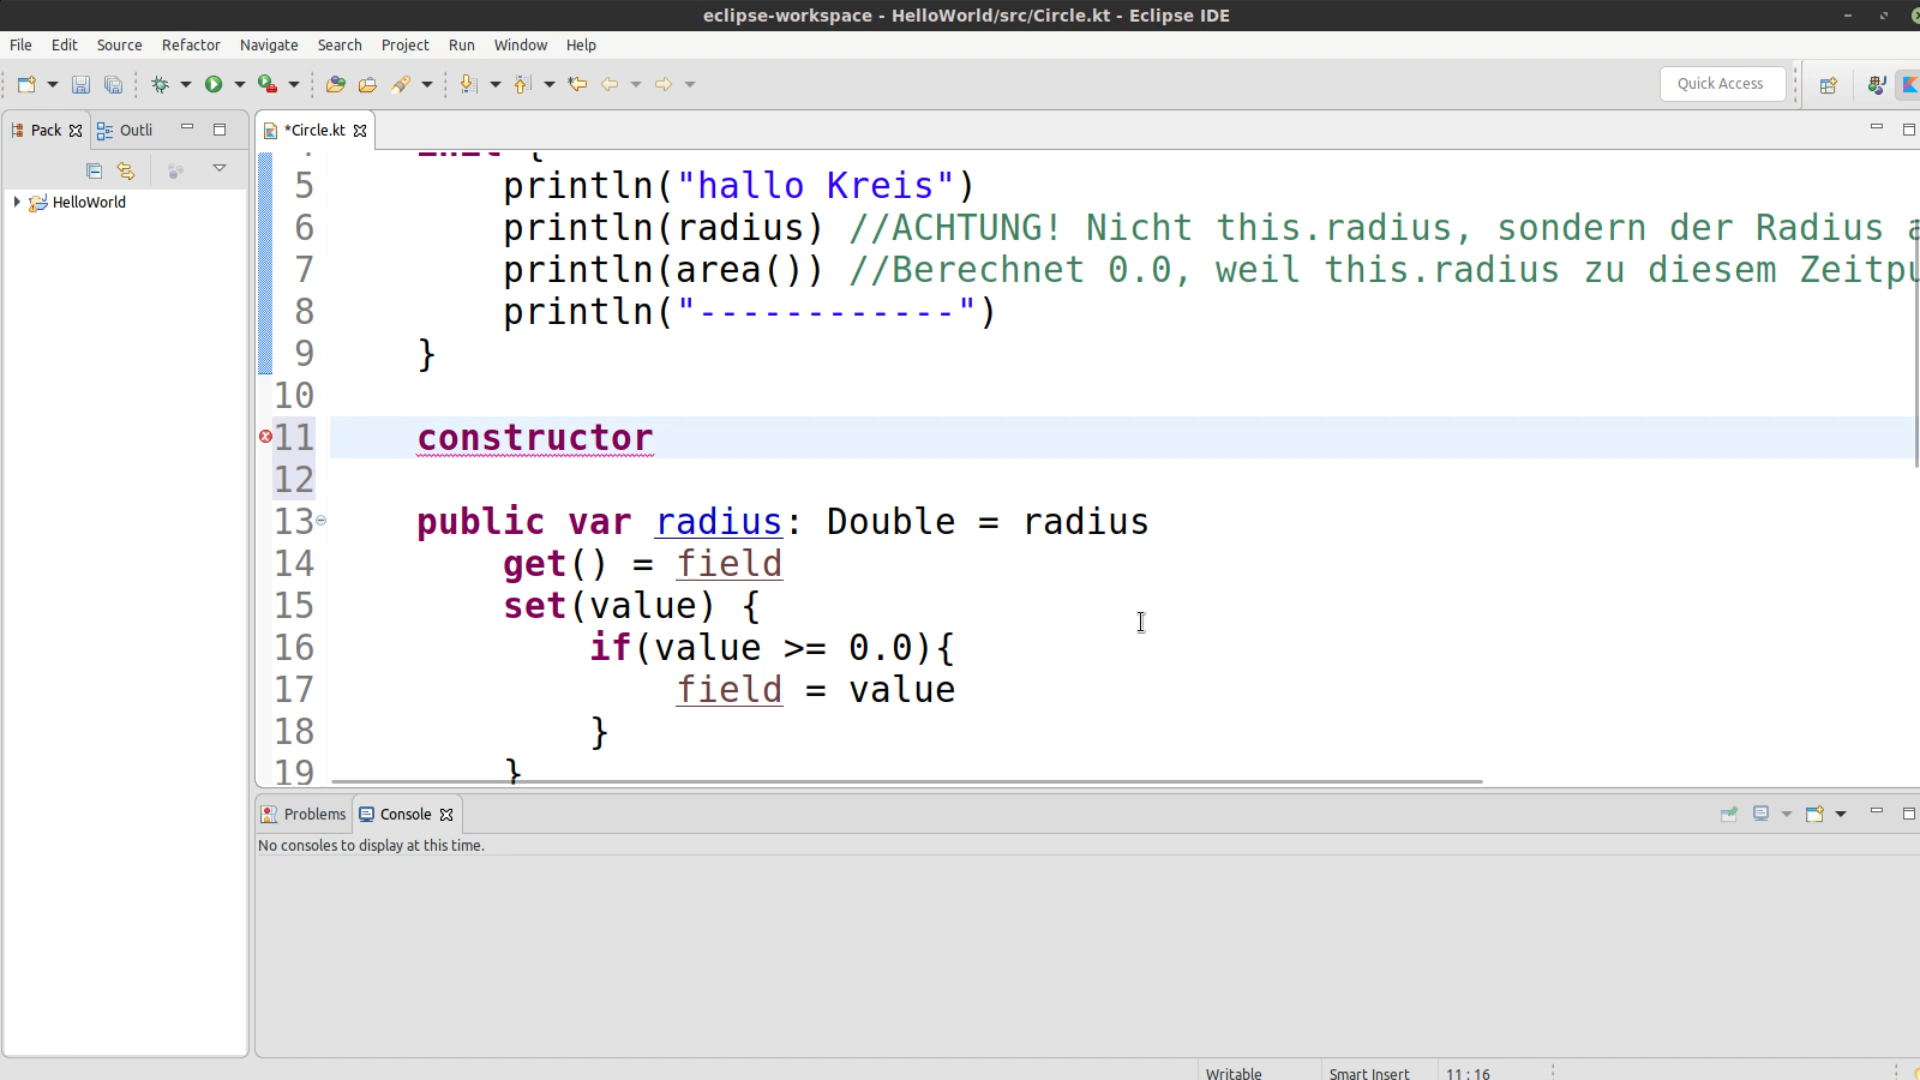 eclipse-workspace - HelloWorld/src/Circle.kt - Eclipse IDE
File Edit Source Refactor Navigate Search Project Run Window Help
Quick Access
Pack Outli
*Circle.kt
HelloWorld
5 println("hallo Kreis")
6 println(radius) //ACHTUNG! Nicht this.radius, sondern der Radius
7 println(area()) //Berechnet 0.0, weil this.radius zu diesem
8 println("------------")
9 }
10
11 constructor
12
13 public var radius: Double = radius
14 get() = field
15 set(value) {
16 if(value >= 0.0){
17 field = value
18 }
19 }
Problems Console
No consoles to display at this time.
Writable Smart Insert 11 : 16